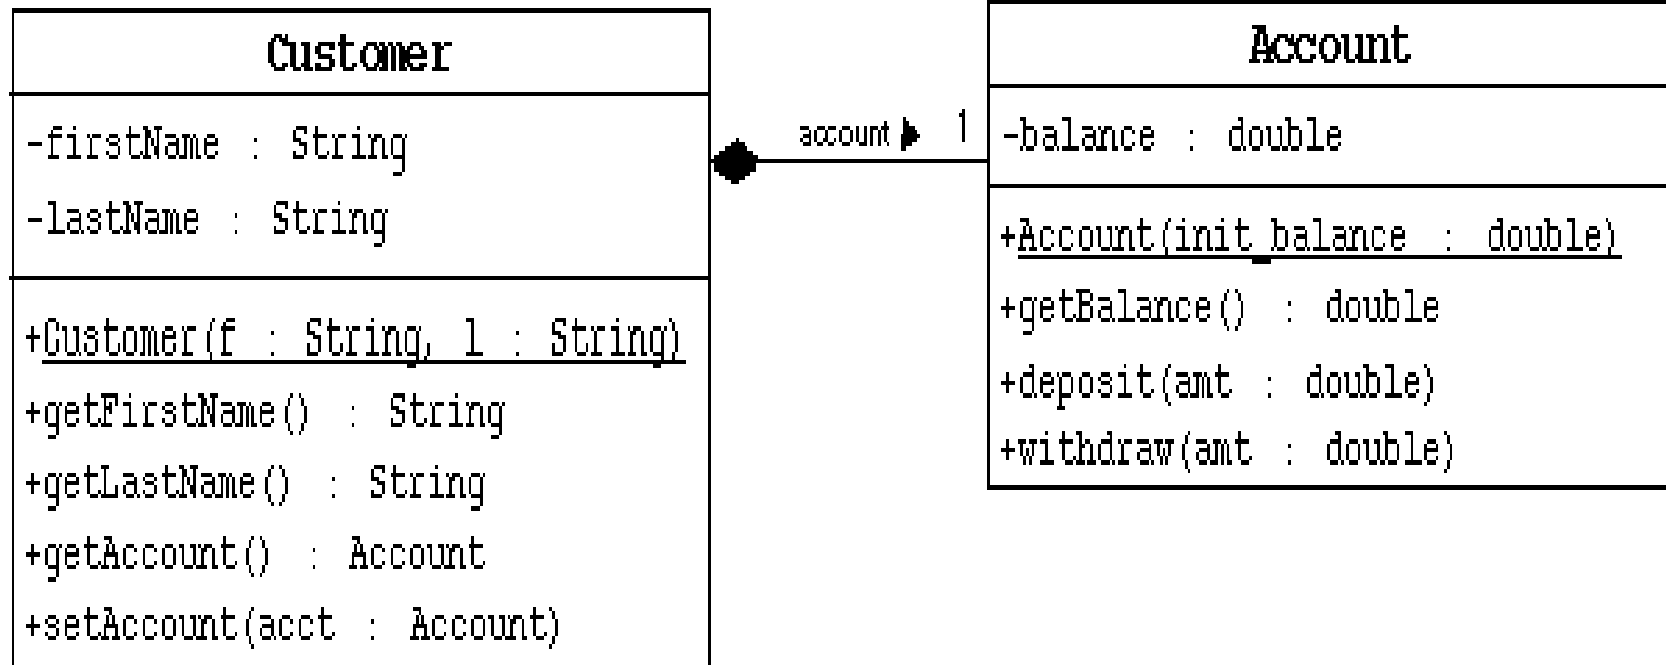 Customer
-firstName : String
-lastName : String
+Customer(f : String, l : String)
+getFirstName() : String
+getLastName() : String
+getAccount() : Account
+setAccount(acct : Account)
account 1
Account
-balance : double
+Account(init_balance : double)
+getBalance() : double
+deposit(amt : double)
+withdraw(amt : double)